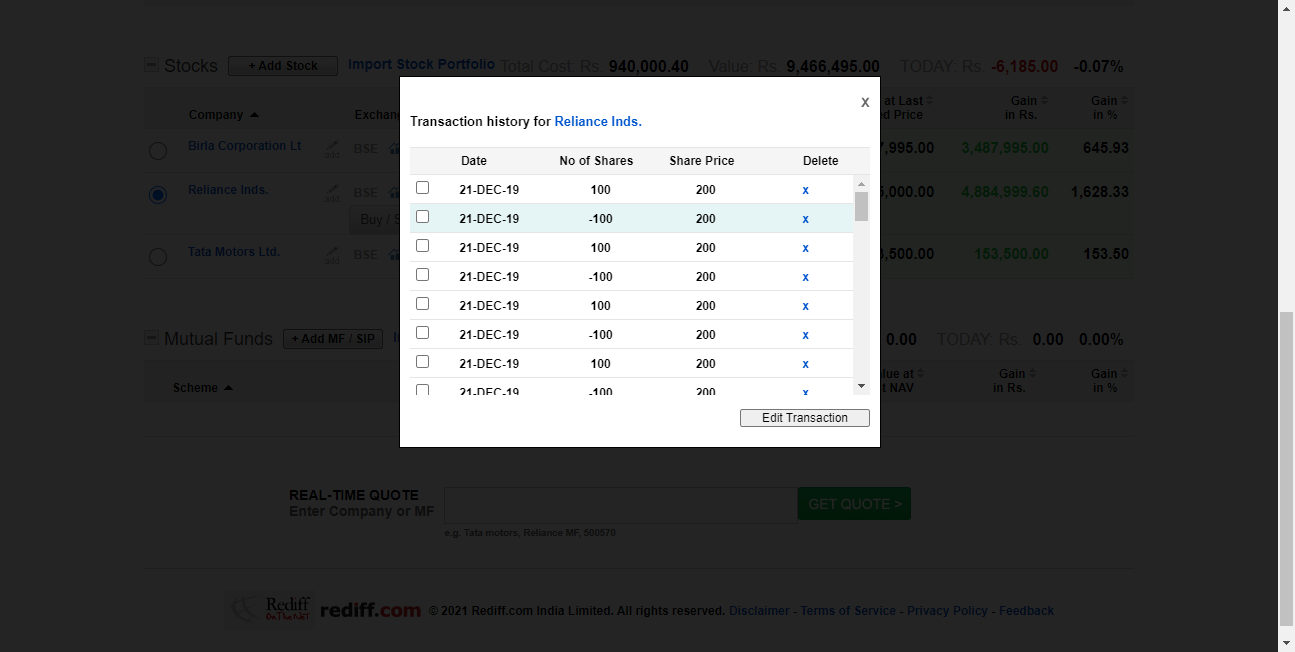 Stocks + Add Stock Import Stock Portfolio Total Cost: Rs. 940,000.40 Value: Rs. 9,466,495.00 TODAY: Rs. -6,185.00 -0.07%
X
at Last Gain Gain
Company Price in Rs. in %
Transaction history for Reliance Inds.
Birla Corporation Lt add BSE 7,995.00 3,487,995.00 645.93
Date No of Shares Share Price Delete
Reliance Inds. add BSE 5,000.00 4,884,999.60 1,628.33
21-DEC-19 100 200 x
Buy /
21-DEC-19 -100 200 x
Tata Motors Ltd. add BSE 3,500.00 153,500.00 153.50
21-DEC-19 100 200 x
21-DEC-19 -100 200 x
21-DEC-19 100 200 x
21-DEC-19 -100 200 x
Mutual Funds + Add MF / SIP 0.00 TODAY: Rs. 0.00 0.00%
21-DEC-19 100 200 x
at Gain Gain
Scheme NAV in Rs. in %
21-DEC-19 -100 200 x
Edit Transaction
REAL-TIME QUOTE
Enter Company or MF GET QUOTE >
e.g. Tata motors, Reliance MF, 500570
Rediff
ON THE NET
rediff.com © 2021 Rediff.com India Limited. All rights reserved. Disclaimer - Terms of Service - Privacy Policy - Feedback